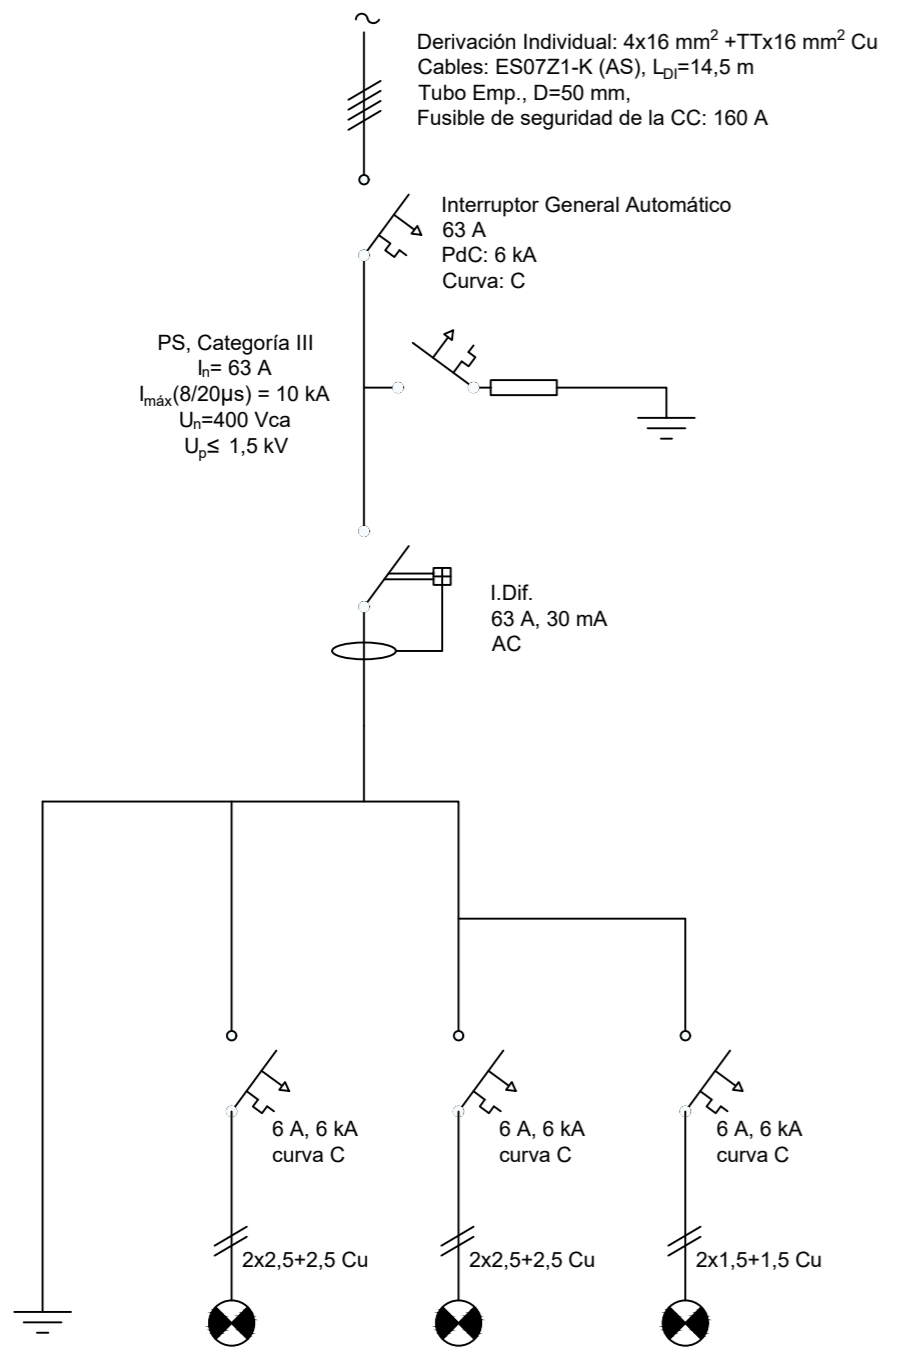 Derivación Individual: 4x16 mm² +TTx16 mm² Cu
Cables: ES07Z1-K (AS), L_DI=14,5 m
Tubo Emp., D=50 mm,
Fusible de seguridad de la CC: 160 A
Interruptor General Automático
63 A
PdC: 6 kA
Curva: C
PS, Categoría III
Iₙ= 63 A
I_máx(8/20µs) = 10 kA
Uₙ=400 Vca
Uₚ≤ 1,5 kV
I.Dif.
63 A, 30 mA
AC
6 A, 6 kA
curva C
6 A, 6 kA
curva C
6 A, 6 kA
curva C
2x2,5+2,5 Cu
2x2,5+2,5 Cu
2x1,5+1,5 Cu